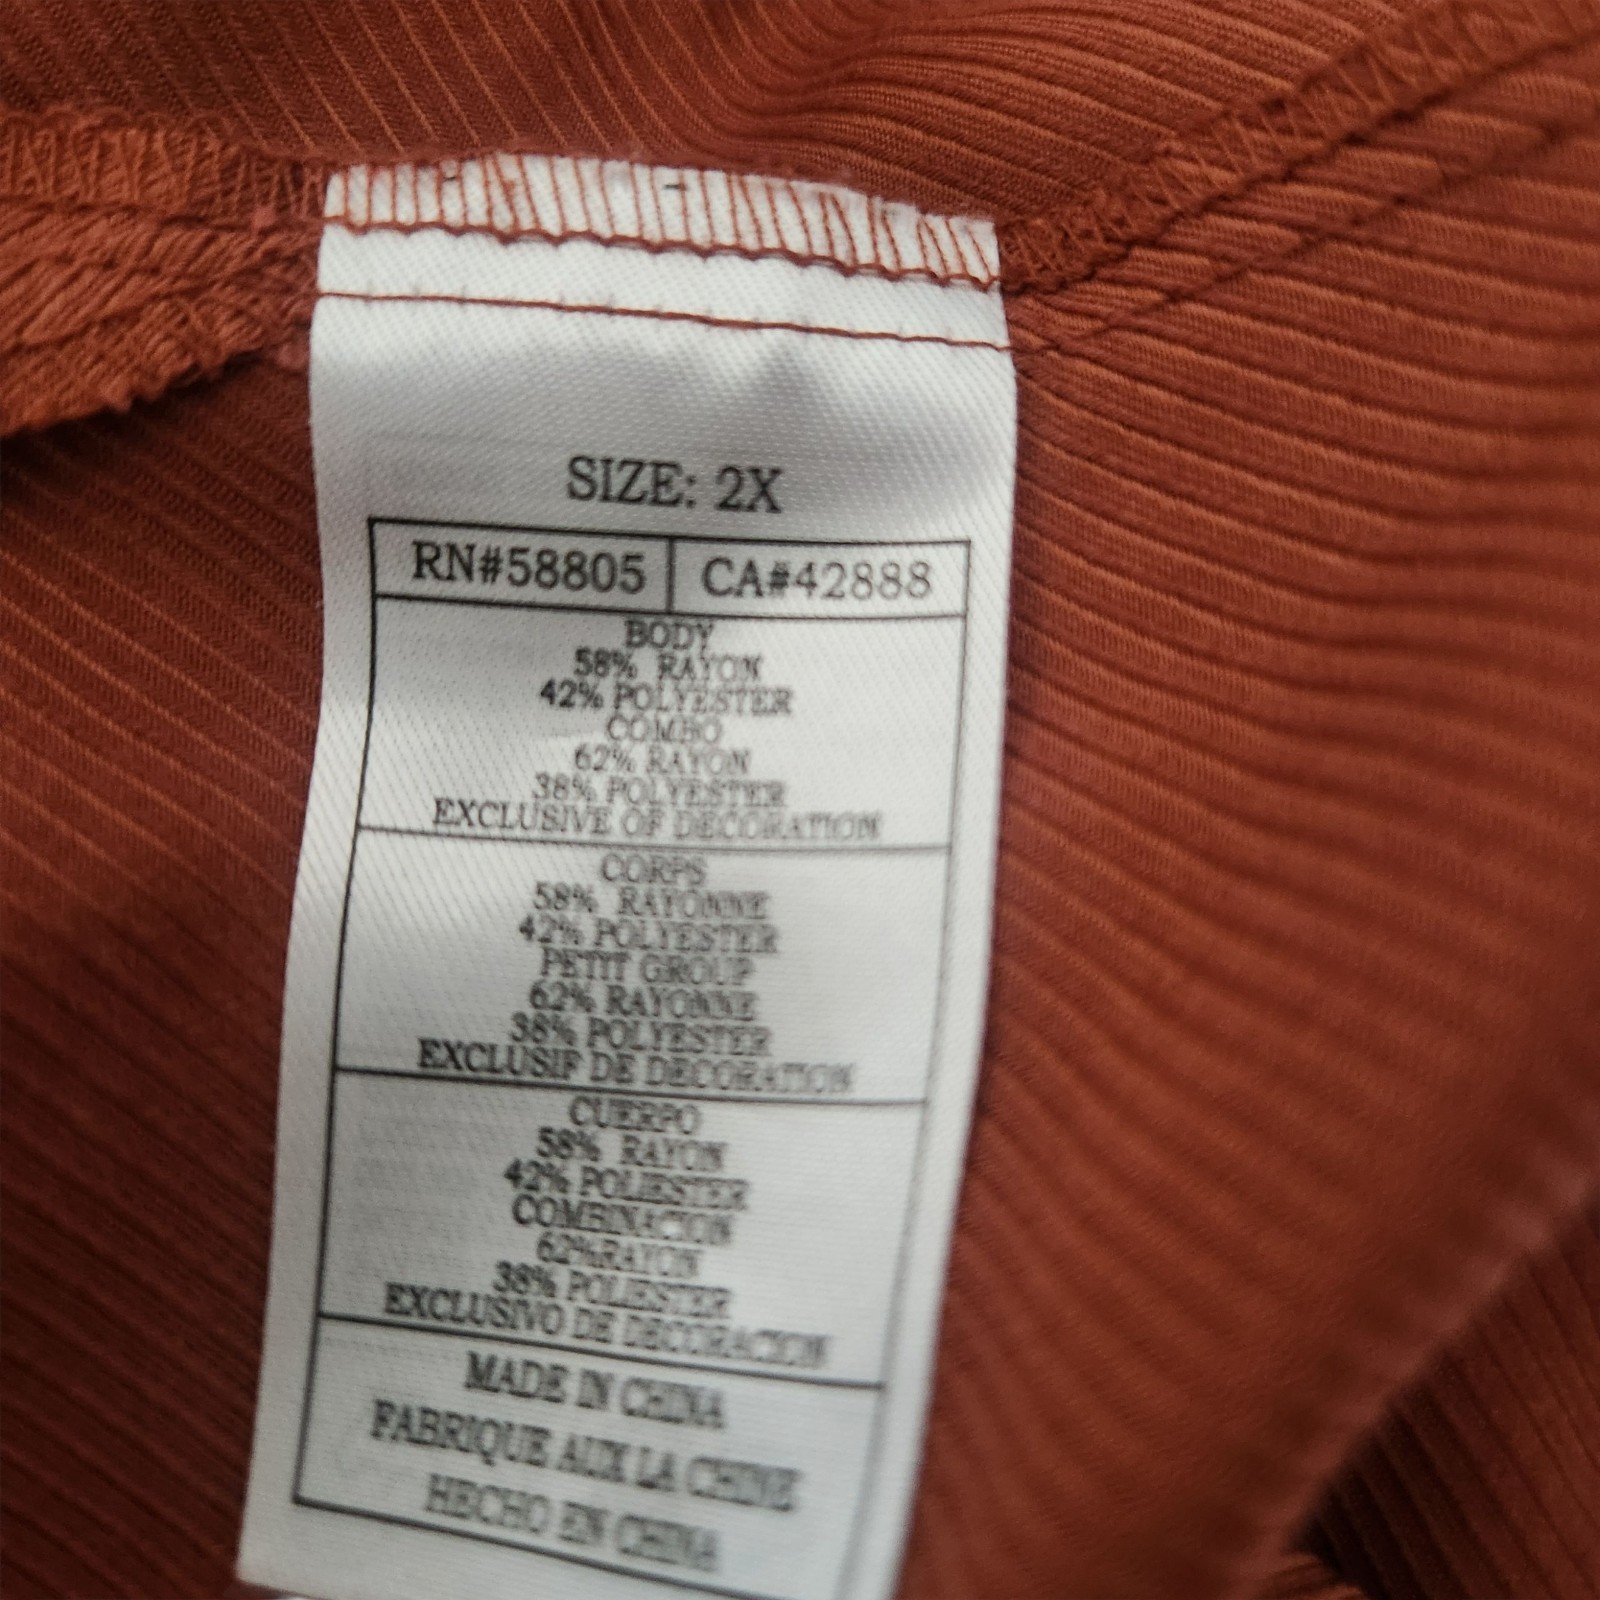 SIZE: 2X
RN#58805 CA#42888
BODY
58% RAYON
42% POLYESTER
COMBO
62% RAYON
38% POLYESTER
EXCLUSIVE OF DECORATION
CORPS
58% RAYONNE
42% POLYESTER
PETIT GROUP
62% RAYONNE
38% POLYESTER
EXCLUSIF DE DECORATION
CUERPO
58% RAYON
42% POLIESTER
COMBINACION
62%RAYON
38% POLIESTER
EXCLUSIVO DE DECORACION
MADE IN CHINA
FABRIQUE AUX LA CHINE
HECHO EN CHINA